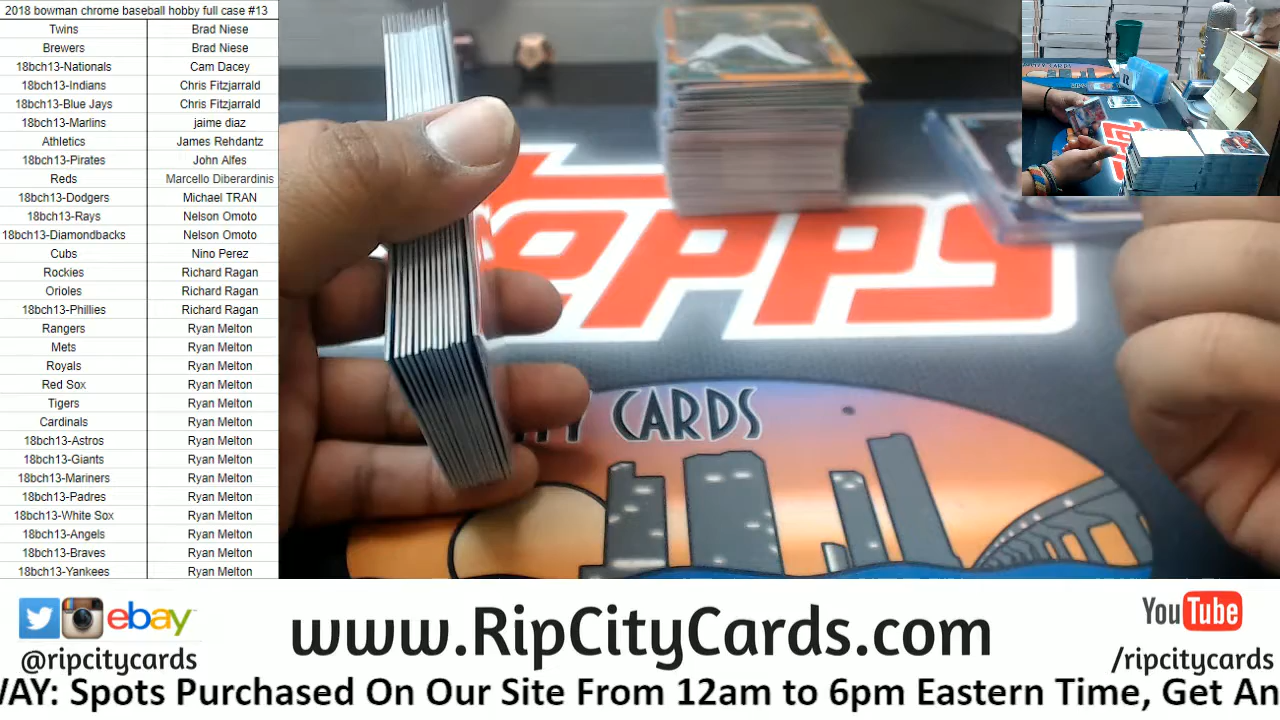 2018 bowman chrome baseball hobby full case #13
Twins Brad Niese
Brewers Brad Niese
18bch13-Nationals Cam Dacey
18bch13-Indians Chris Fitzjarrald
18bch13-Blue Jays Chris Fitzjarrald
18bch13-Marlins jaime diaz
Athletics James Rehdantz
18bch13-Pirates John Alfes
Reds Marcello Diberardinis
18bch13-Dodgers Michael TRAN
18bch13-Rays Nelson Omoto
18bch13-Diamondbacks Nelson Omoto
Cubs Nino Perez
Rockies Richard Ragan
Orioles Richard Ragan
18bch13-Phillies Richard Ragan
Rangers Ryan Melton
Mets Ryan Melton
Royals Ryan Melton
Red Sox Ryan Melton
Tigers Ryan Melton
Cardinals Ryan Melton
18bch13-Astros Ryan Melton
18bch13-Giants Ryan Melton
18bch13-Mariners Ryan Melton
18bch13-Padres Ryan Melton
18bch13-White Sox Ryan Melton
18bch13-Angels Ryan Melton
18bch13-Braves Ryan Melton
18bch13-Yankees Ryan Melton
TOPPS
CARDS
ebay
@ripcitycards
www.RipCityCards.com
YouTube
/ripcitycards
WAY: Spots Purchased On Our Site From 12am to 6pm Eastern Time, Get An